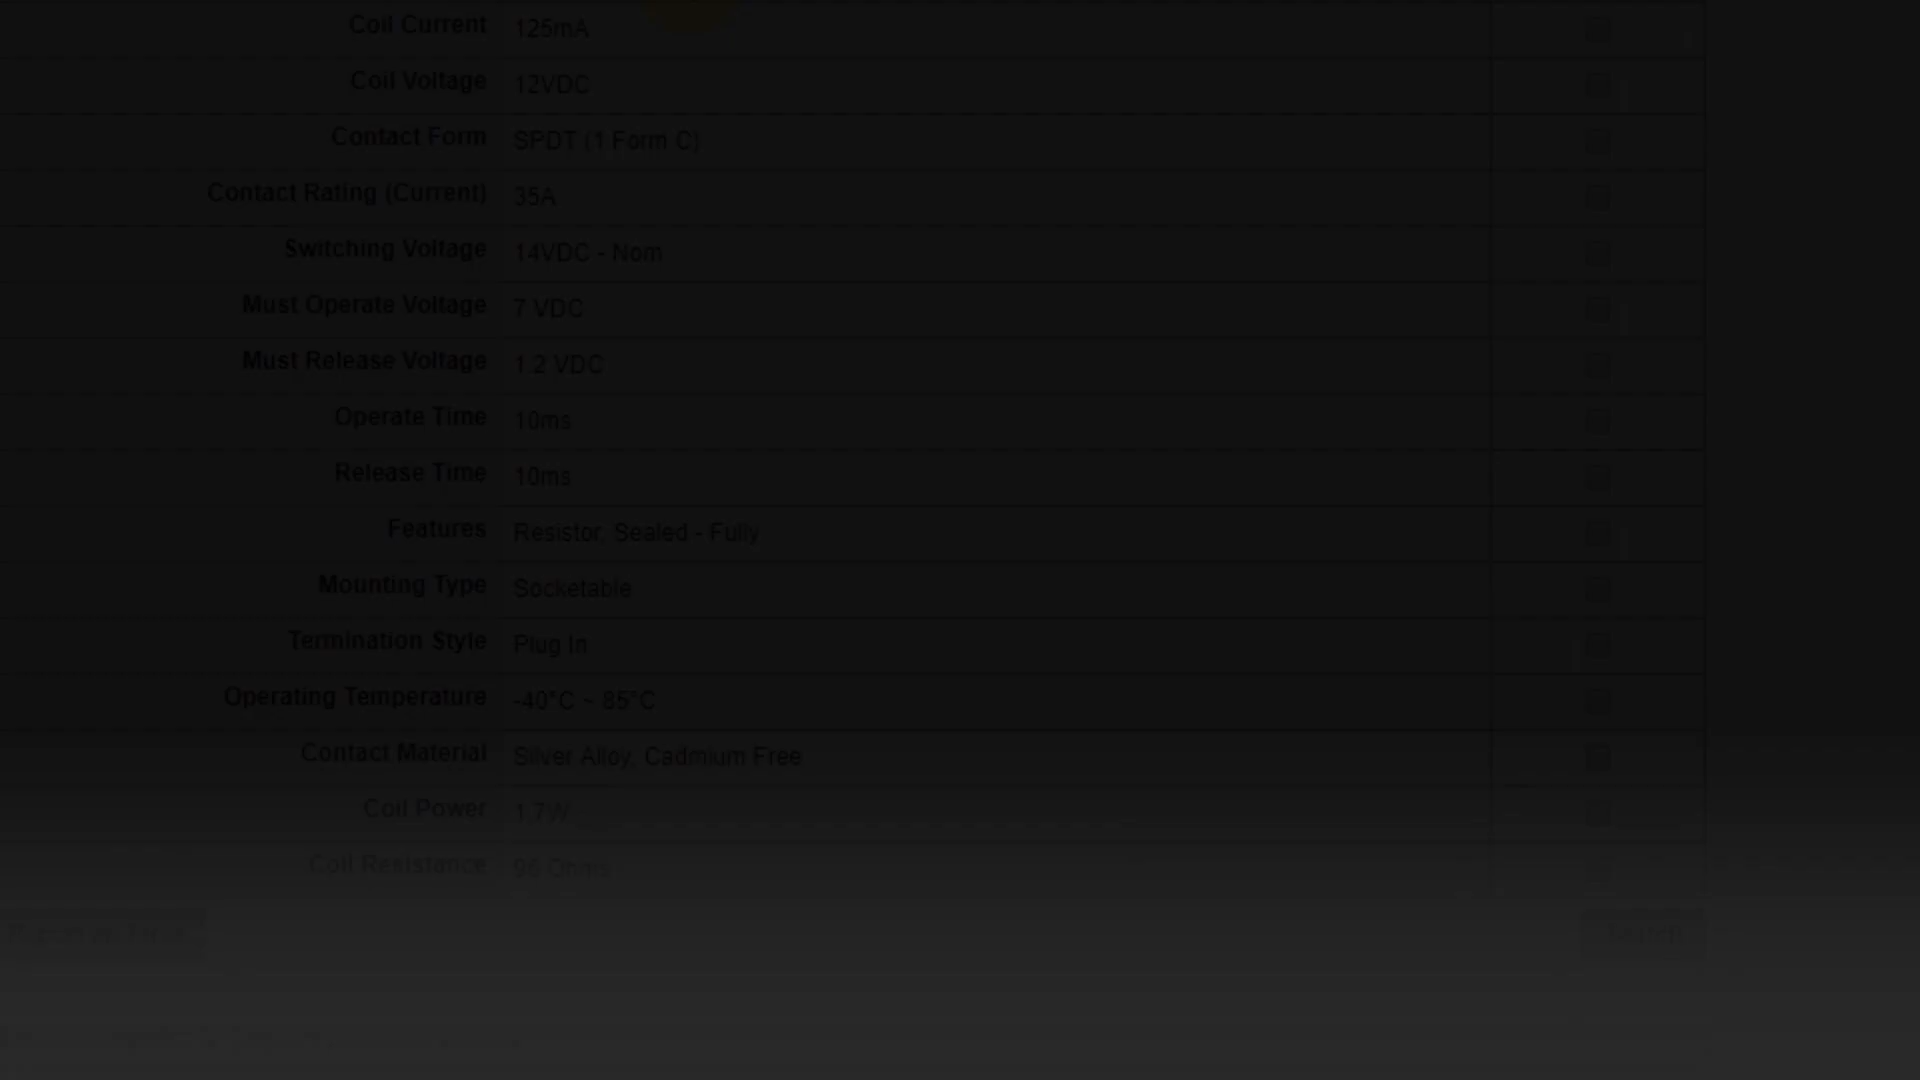 Coil Current 125mA
Coil Voltage 12VDC
Contact Form SPDT (1 Form C)
Contact Rating (Current) 35A
Switching Voltage 14VDC - Nom
Must Operate Voltage 7 VDC
Must Release Voltage 1.2 VDC
Operate Time 10ms
Release Time 10ms
Features Resistor, Sealed - Fully
Mounting Type Socketable
Termination Style Plug In
Operating Temperature -40°C ~ 85°C
Contact Material Silver Alloy, Cadmium Free
Coil Power 1.7W
Coil Resistance 96 Ohms
Search